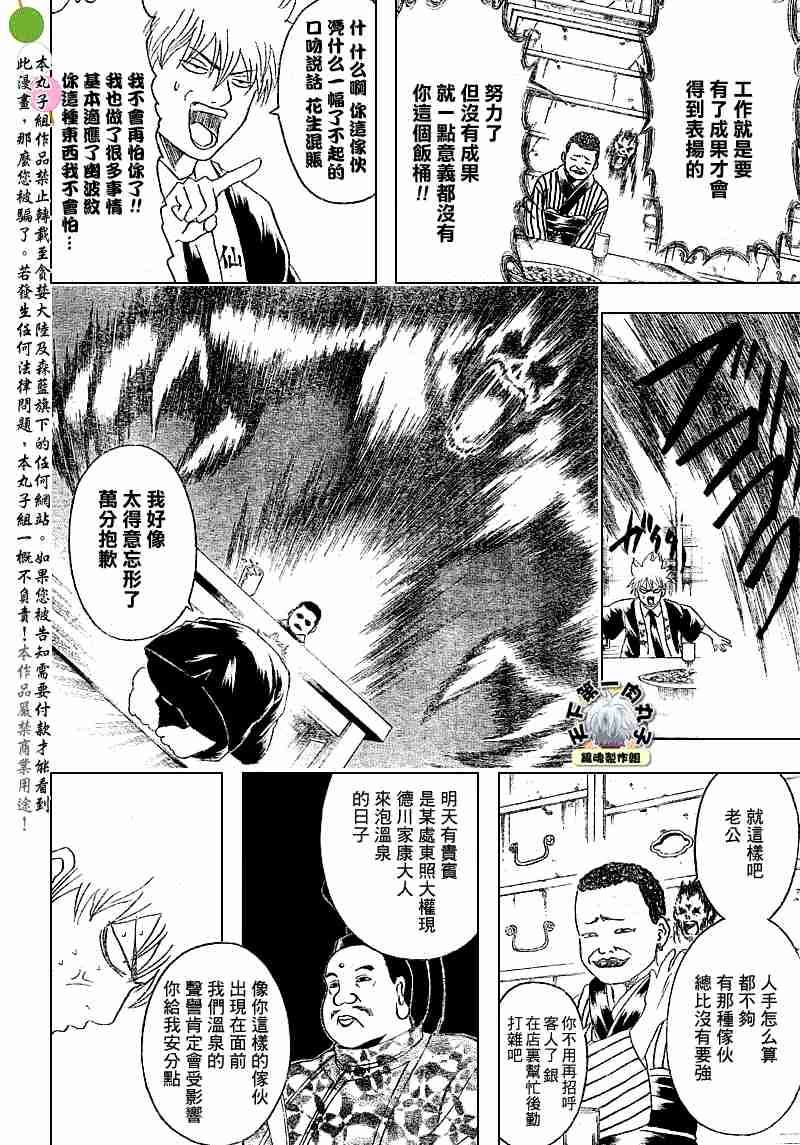 工作就是要
有了成果才會
得到表揚的
努力了
但沒有成果
就一點意義都沒有
你這個飯桶!!
什 什么啊 你這傢伙
憑什么一幅了不起的
口吻説話 花生混賬
我不會再怕你了!!
我也做了很多事情
基本適應了幽波紋
你這種東西我不會怕…
仙
我好像
太得意忘形了
萬分抱歉
天下第一肉丸子
銀魂製作組
就這樣吧
老公
人手怎么算
都不夠
有那種傢伙
總比沒有要強
你不用再招呼
客人了 銀
在店裏幫忙後勤
打雜吧
明天有貴賓
是某處東照大權現
德川家康大人
來泡溫泉
的日子
像你這樣的傢伙
出現在面前
我們溫泉的
聲譽肯定會受影響
你給我安分點
本丸子組作品禁止轉載至貪婪大陸及森藍旗下的任何網站。如果您被告知需要付款才能看到
此漫畫，那麼您被騙了。若發生任何法律問題，本丸子組一概不負責！本作品嚴禁商業用途！